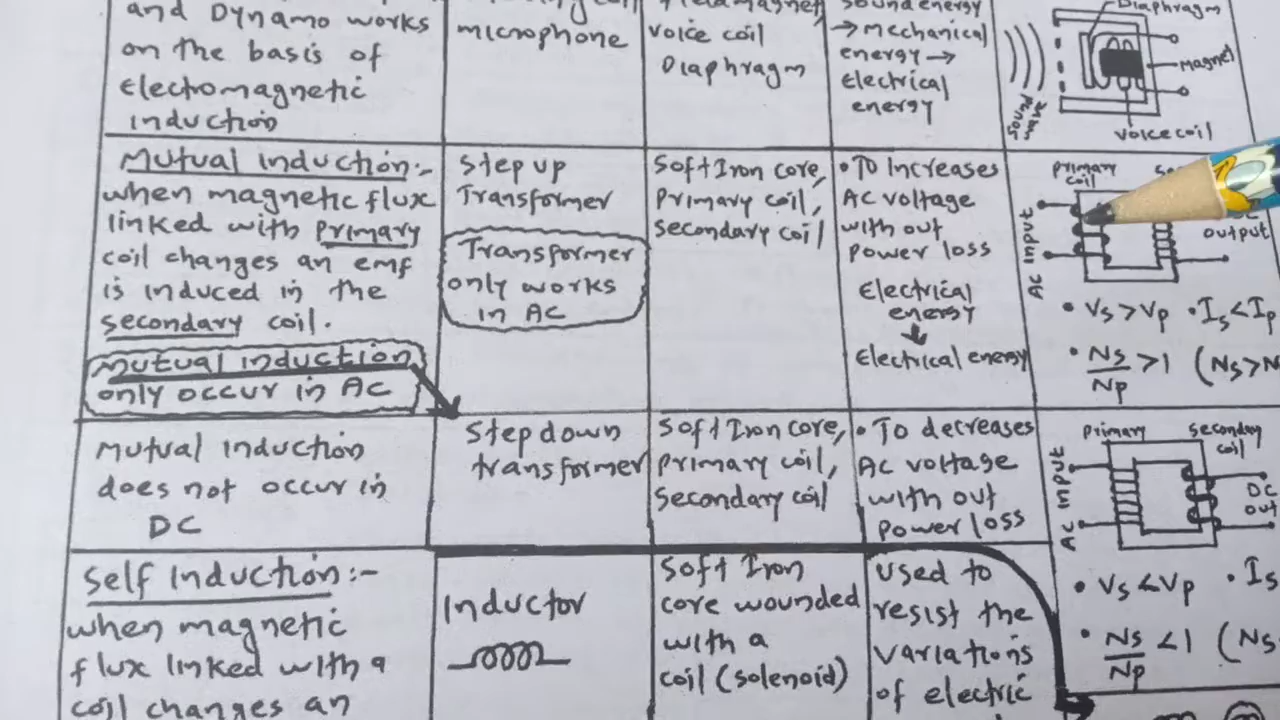 and Dynamo works
on the basis of
Electromagnetic
induction
microphone
voice coil
Diaphragm
sound energy
→ mechanical
energy →
Electrical
energy
Diaphragm
Magnet
voice coil
sound
wave
Mutual induction:-
when magnetic flux
linked with primary
coil changes an emf
is induced in the
secondary coil.
Mutual induction
only occur in AC
Step up
Transformer
Transformer
only works
in AC
Soft Iron core,
primary coil,
secondary coil
• To Increases
AC voltage
with out
power loss
Electrical
energy
↓
Electrical energy
primary
coil
AC Input
output
• Vs>Vp • Is<Ip
• Ns/Np >1 (Ns>N
Mutual induction
does not occur in
DC
Step down
transformer
Soft Iron core,
primary coil,
Secondary coil
• To decreases
AC voltage
with out
power loss
primary
secondary
coil
AC Input
DC
out
• Vs<Vp • Is
• Ns/Np <1 (Ns
Self Induction:-
when magnetic
flux linked with a
coil changes an
Inductor
Soft Iron
core wounded
with a
coil (solenoid)
used to
resist the
variations
of electric